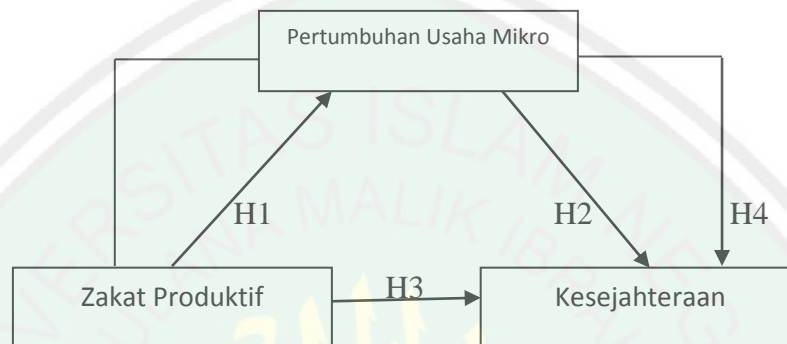 Pertumbuhan Usaha Mikro
H1
H2
H4
Zakat Produktif
H3
Kesejahteraan